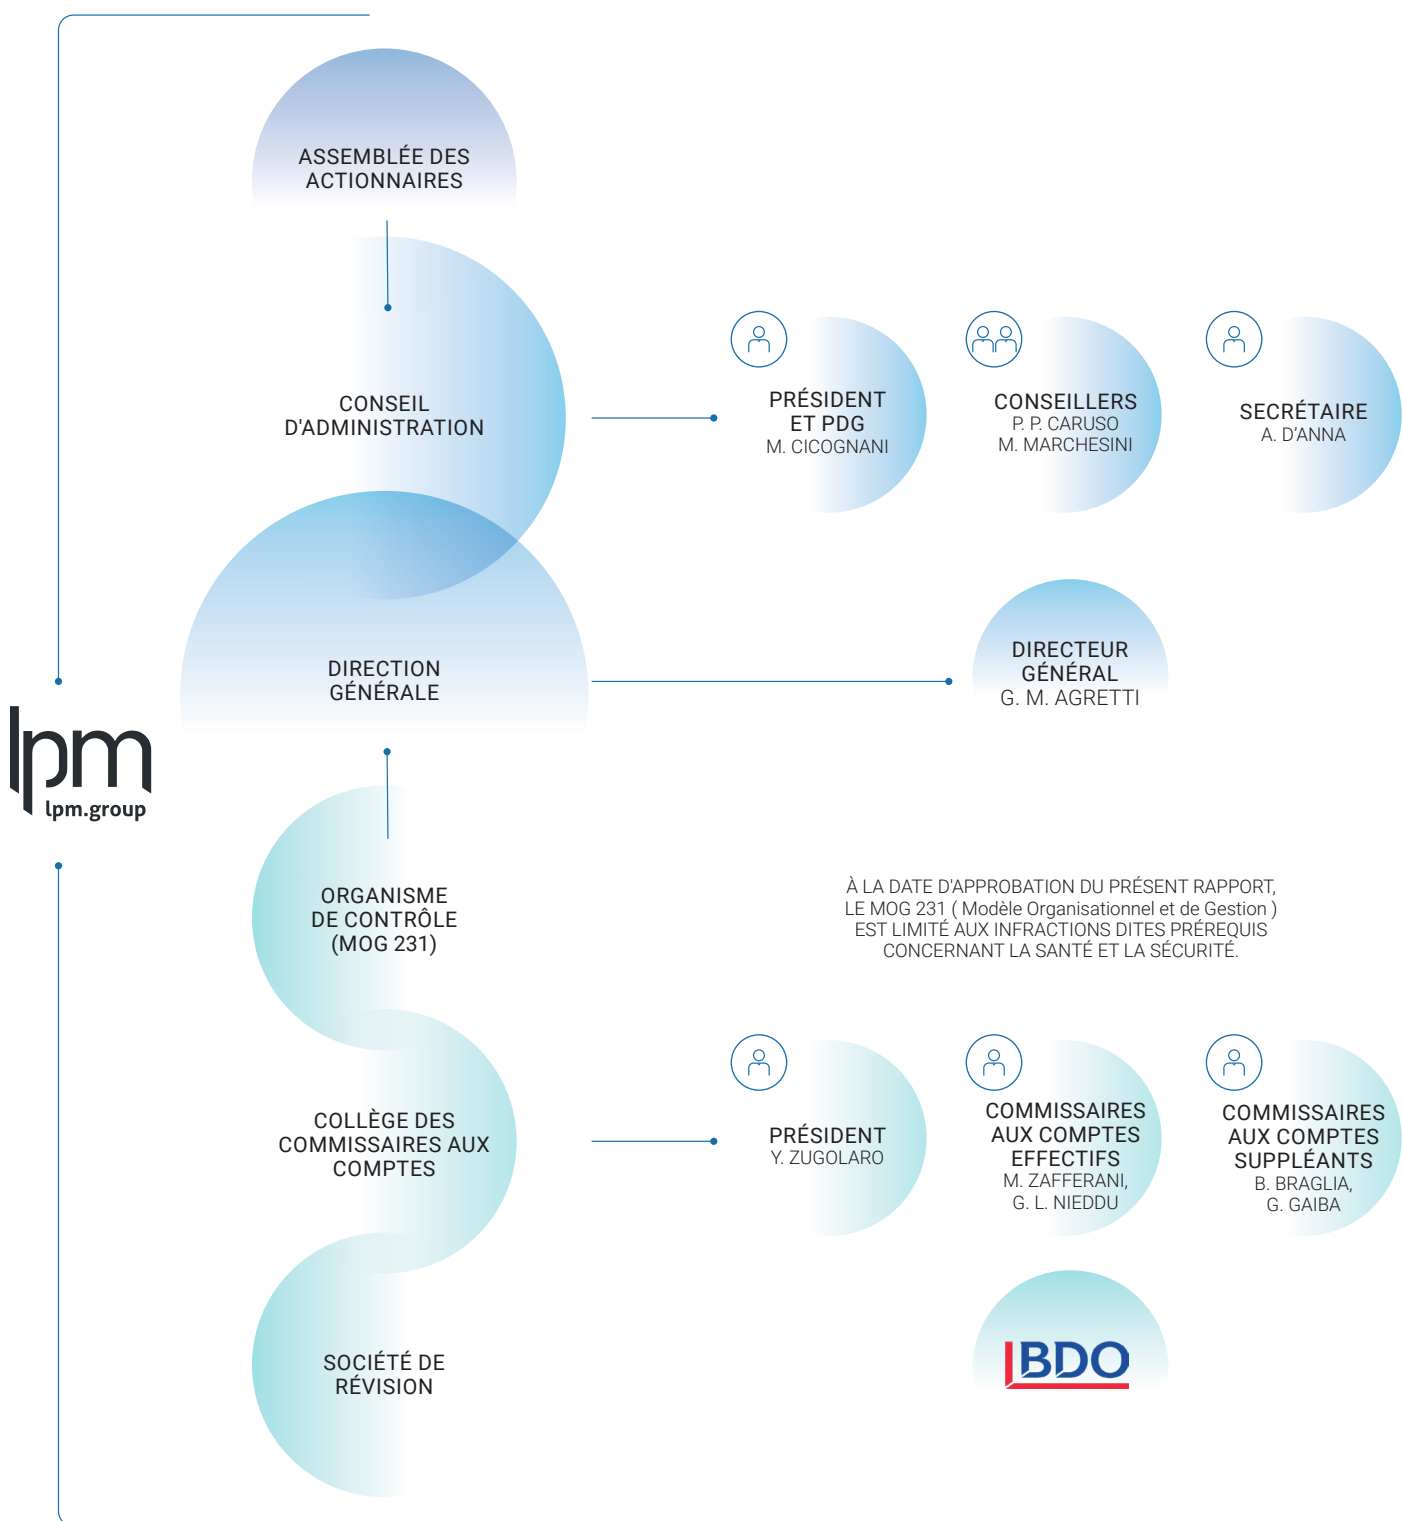 ASSEMBLÉE DES
ACTIONNAIRES
CONSEIL
D'ADMINISTRATION
PRÉSIDENT
ET PDG
M. CICOGNANI
CONSEILLERS
P. P. CARUSO
M. MARCHESINI
SECRÉTAIRE
A. D’ANNA
DIRECTION
GÉNÉRALE
DIRECTEUR
GÉNÉRAL
G. M. AGRETTI
lpm
lpm.group
ORGANISME
DE CONTRÔLE
(MOG 231)
À LA DATE D'APPROBATION DU PRÉSENT RAPPORT,
LE MOG 231 ( Modèle Organisationnel et de Gestion )
EST LIMITÉ AUX INFRACTIONS DITES PRÉREQUIS
CONCERNANT LA SANTÉ ET LA SÉCURITÉ.
COLLÈGE DES
COMMISSAIRES AUX
COMPTES
PRÉSIDENT
Y. ZUGOLARO
COMMISSAIRES
AUX COMPTES
EFFECTIFS
M. ZAFFERANI,
G. L. NIEDDU
COMMISSAIRES
AUX COMPTES
SUPPLÉANTS
B. BRAGLIA,
G. GAIBA
SOCIÉTÉ DE
RÉVISION
BDO